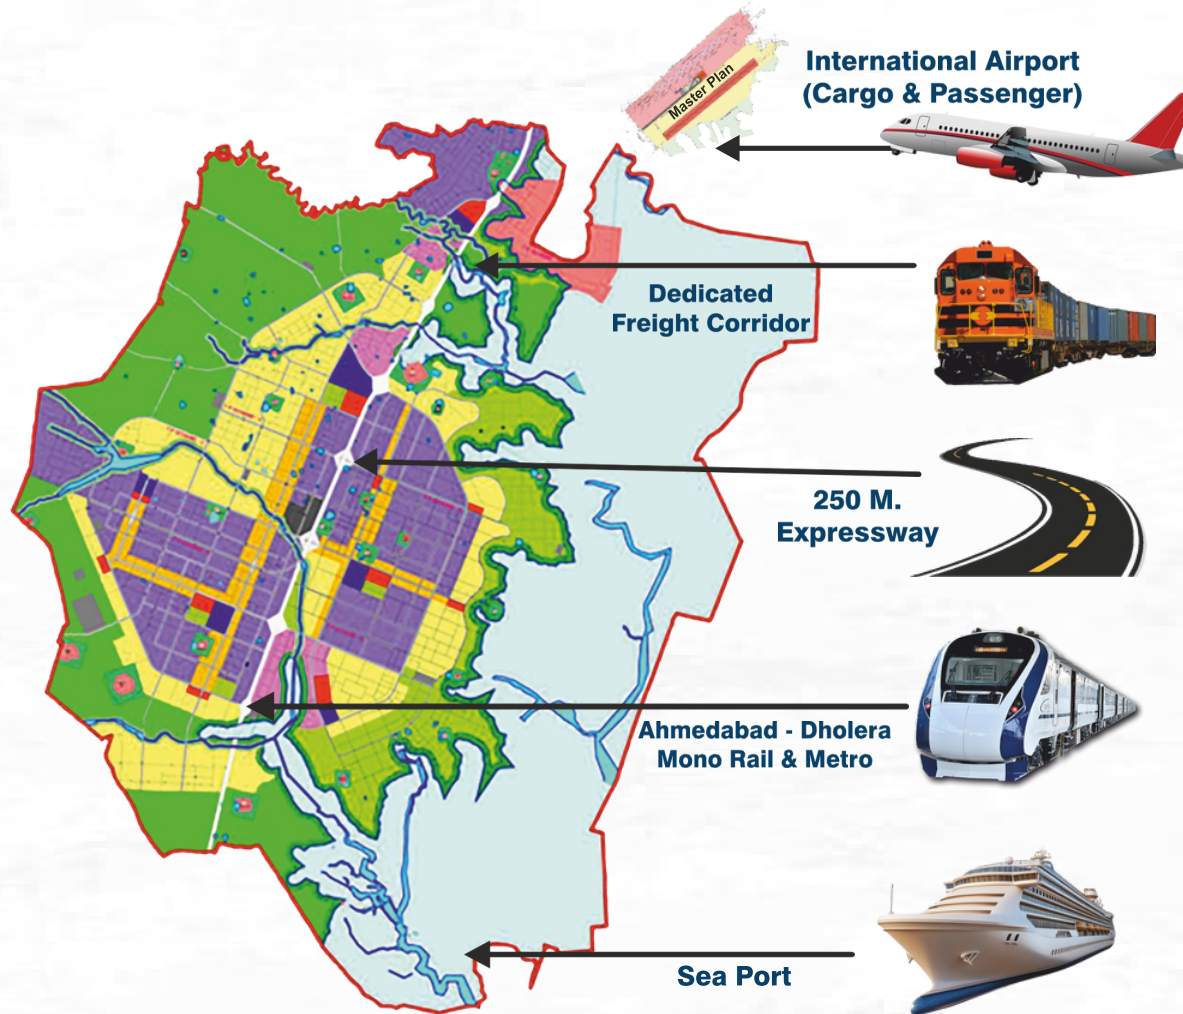 International Airport
(Cargo & Passenger)
Master Plan
Dedicated
Freight Corridor
250 M.
Expressway
Ahmedabad - Dholera
Mono Rail & Metro
Sea Port